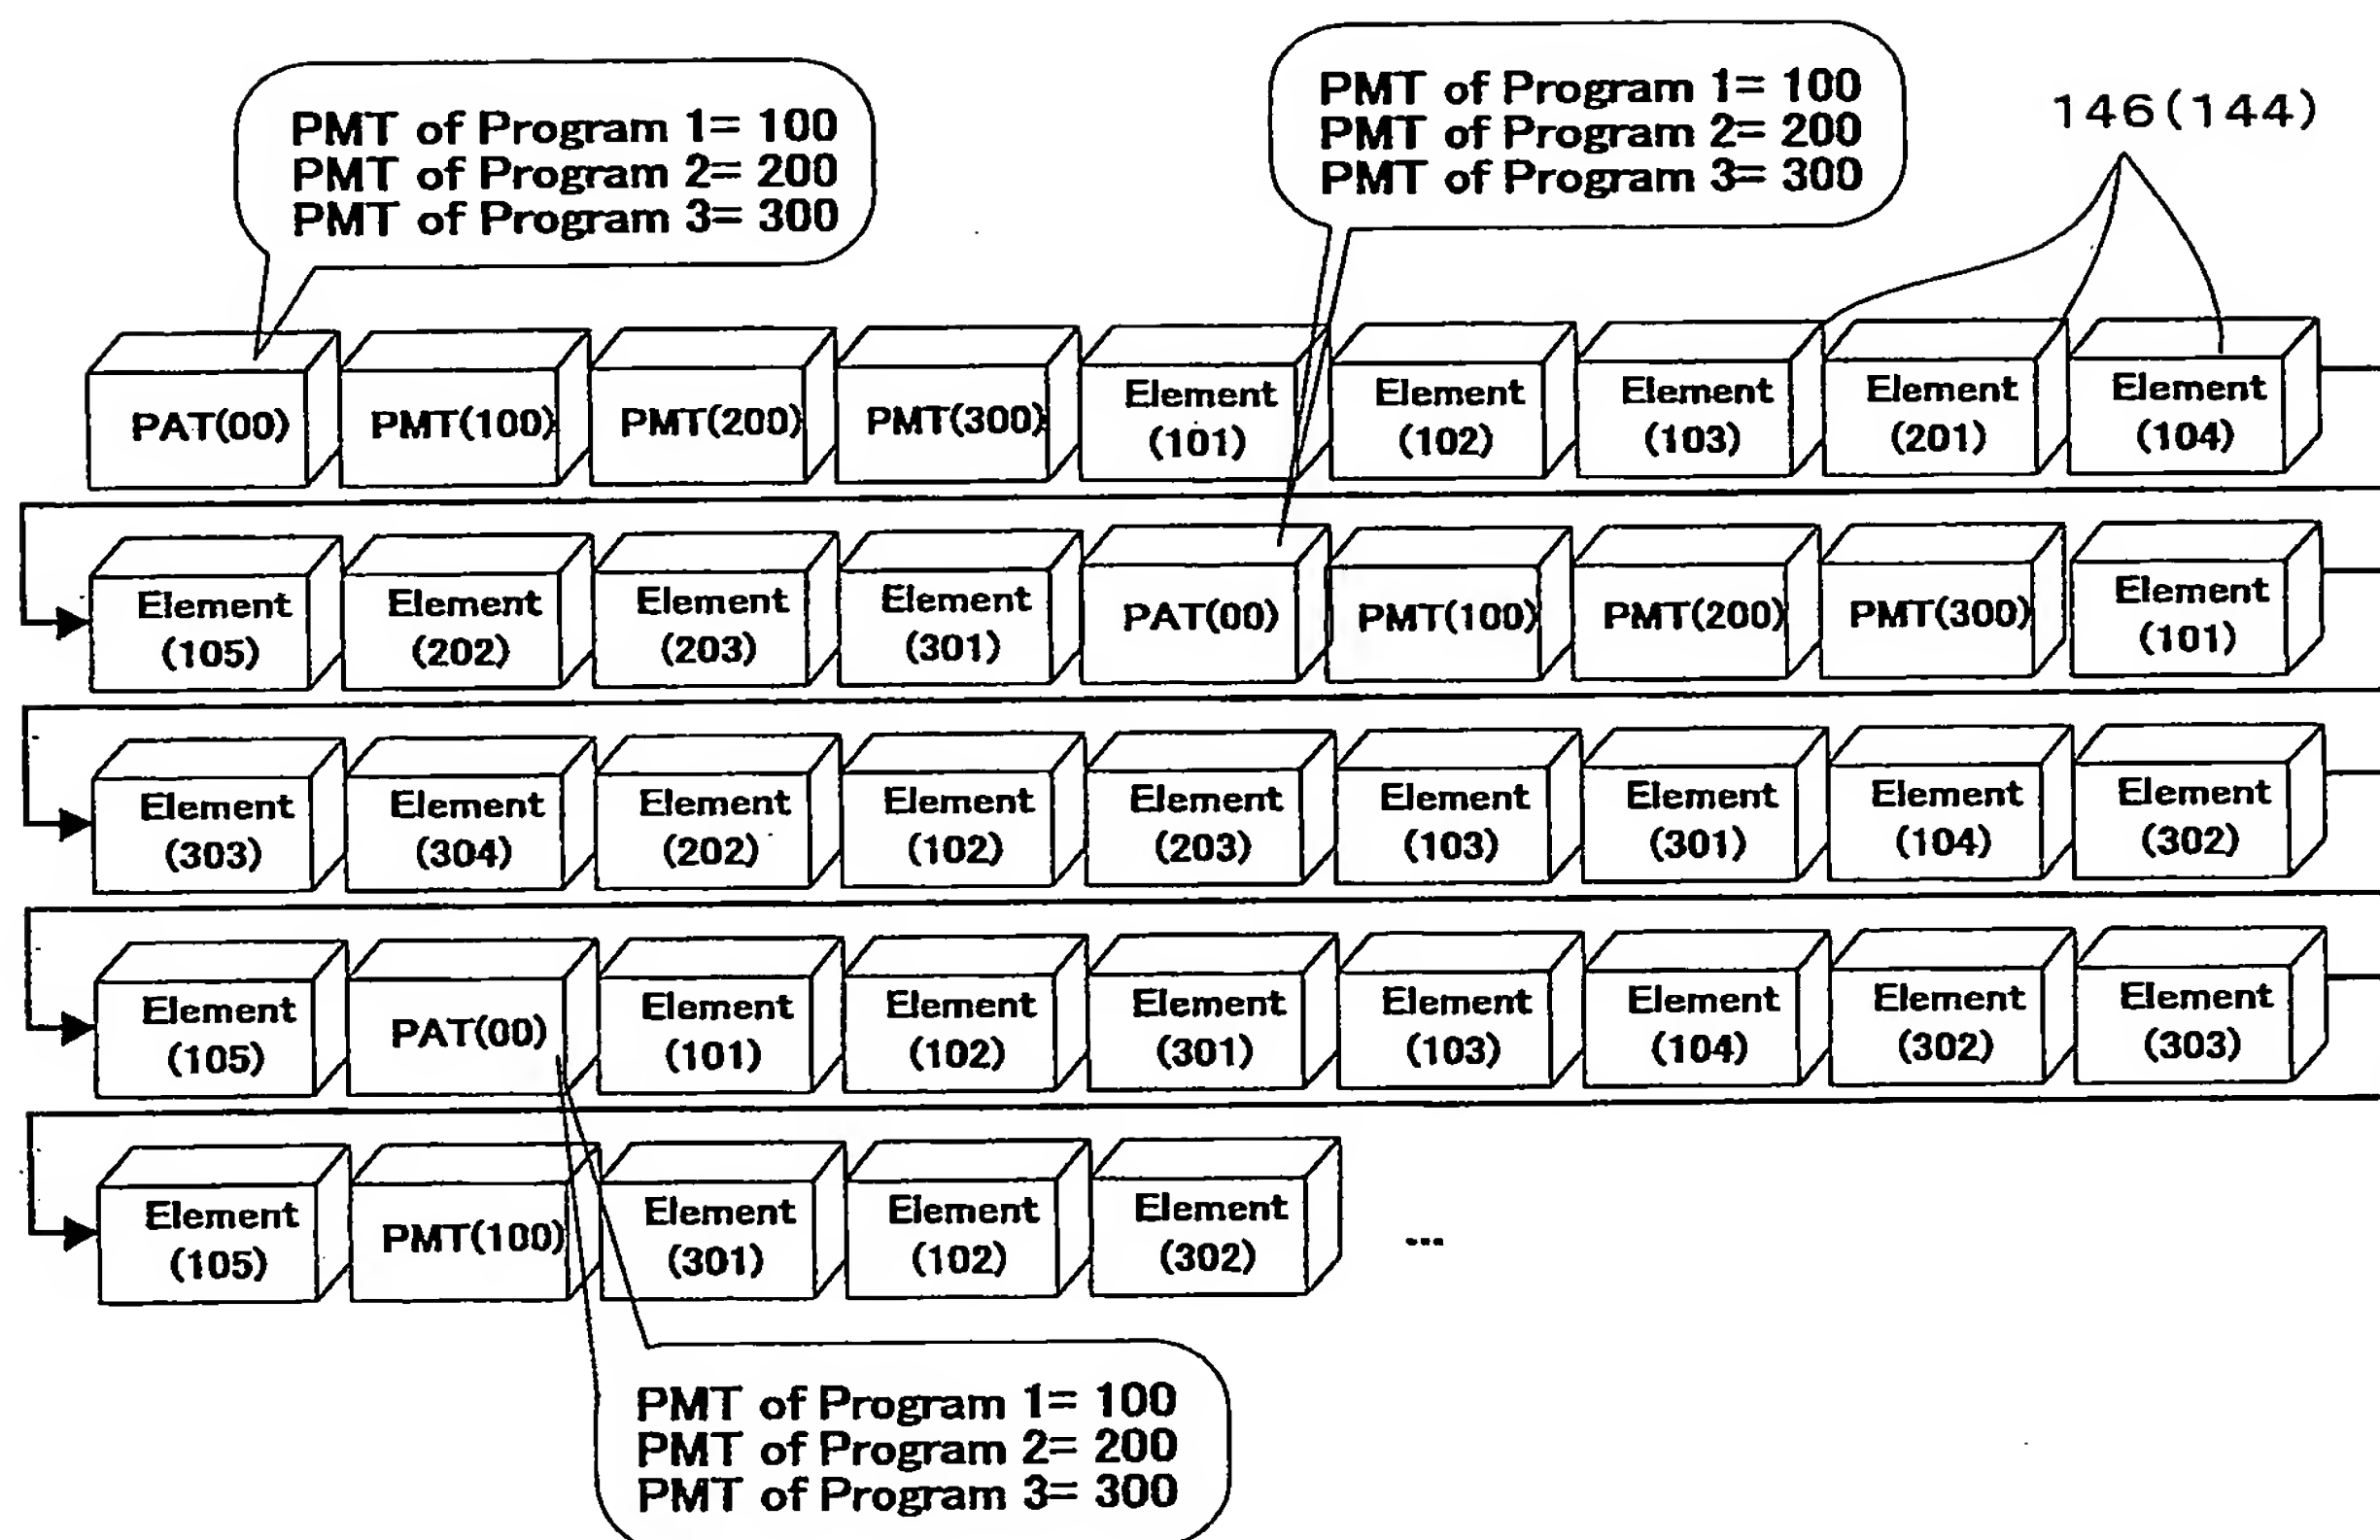 PMT of Program 1= 100
PMT of Program 2= 200
PMT of Program 3= 300
PMT of Program 1= 100
PMT of Program 2= 200
PMT of Program 3= 300
146(144)
PAT(00)
PMT(100)
PMT(200)
PMT(300)
Element
(101)
Element
(102)
Element
(103)
Element
(201)
Element
(104)
Element
(105)
Element
(202)
Element
(203)
Element
(301)
PAT(00)
PMT(100)
PMT(200)
PMT(300)
Element
(101)
Element
(303)
Element
(304)
Element
(202)
Element
(102)
Element
(203)
Element
(103)
Element
(301)
Element
(104)
Element
(302)
Element
(105)
PAT(00)
Element
(101)
Element
(102)
Element
(301)
Element
(103)
Element
(104)
Element
(302)
Element
(303)
Element
(105)
PMT(100)
Element
(301)
Element
(102)
Element
(302)
...
PMT of Program 1= 100
PMT of Program 2= 200
PMT of Program 3= 300